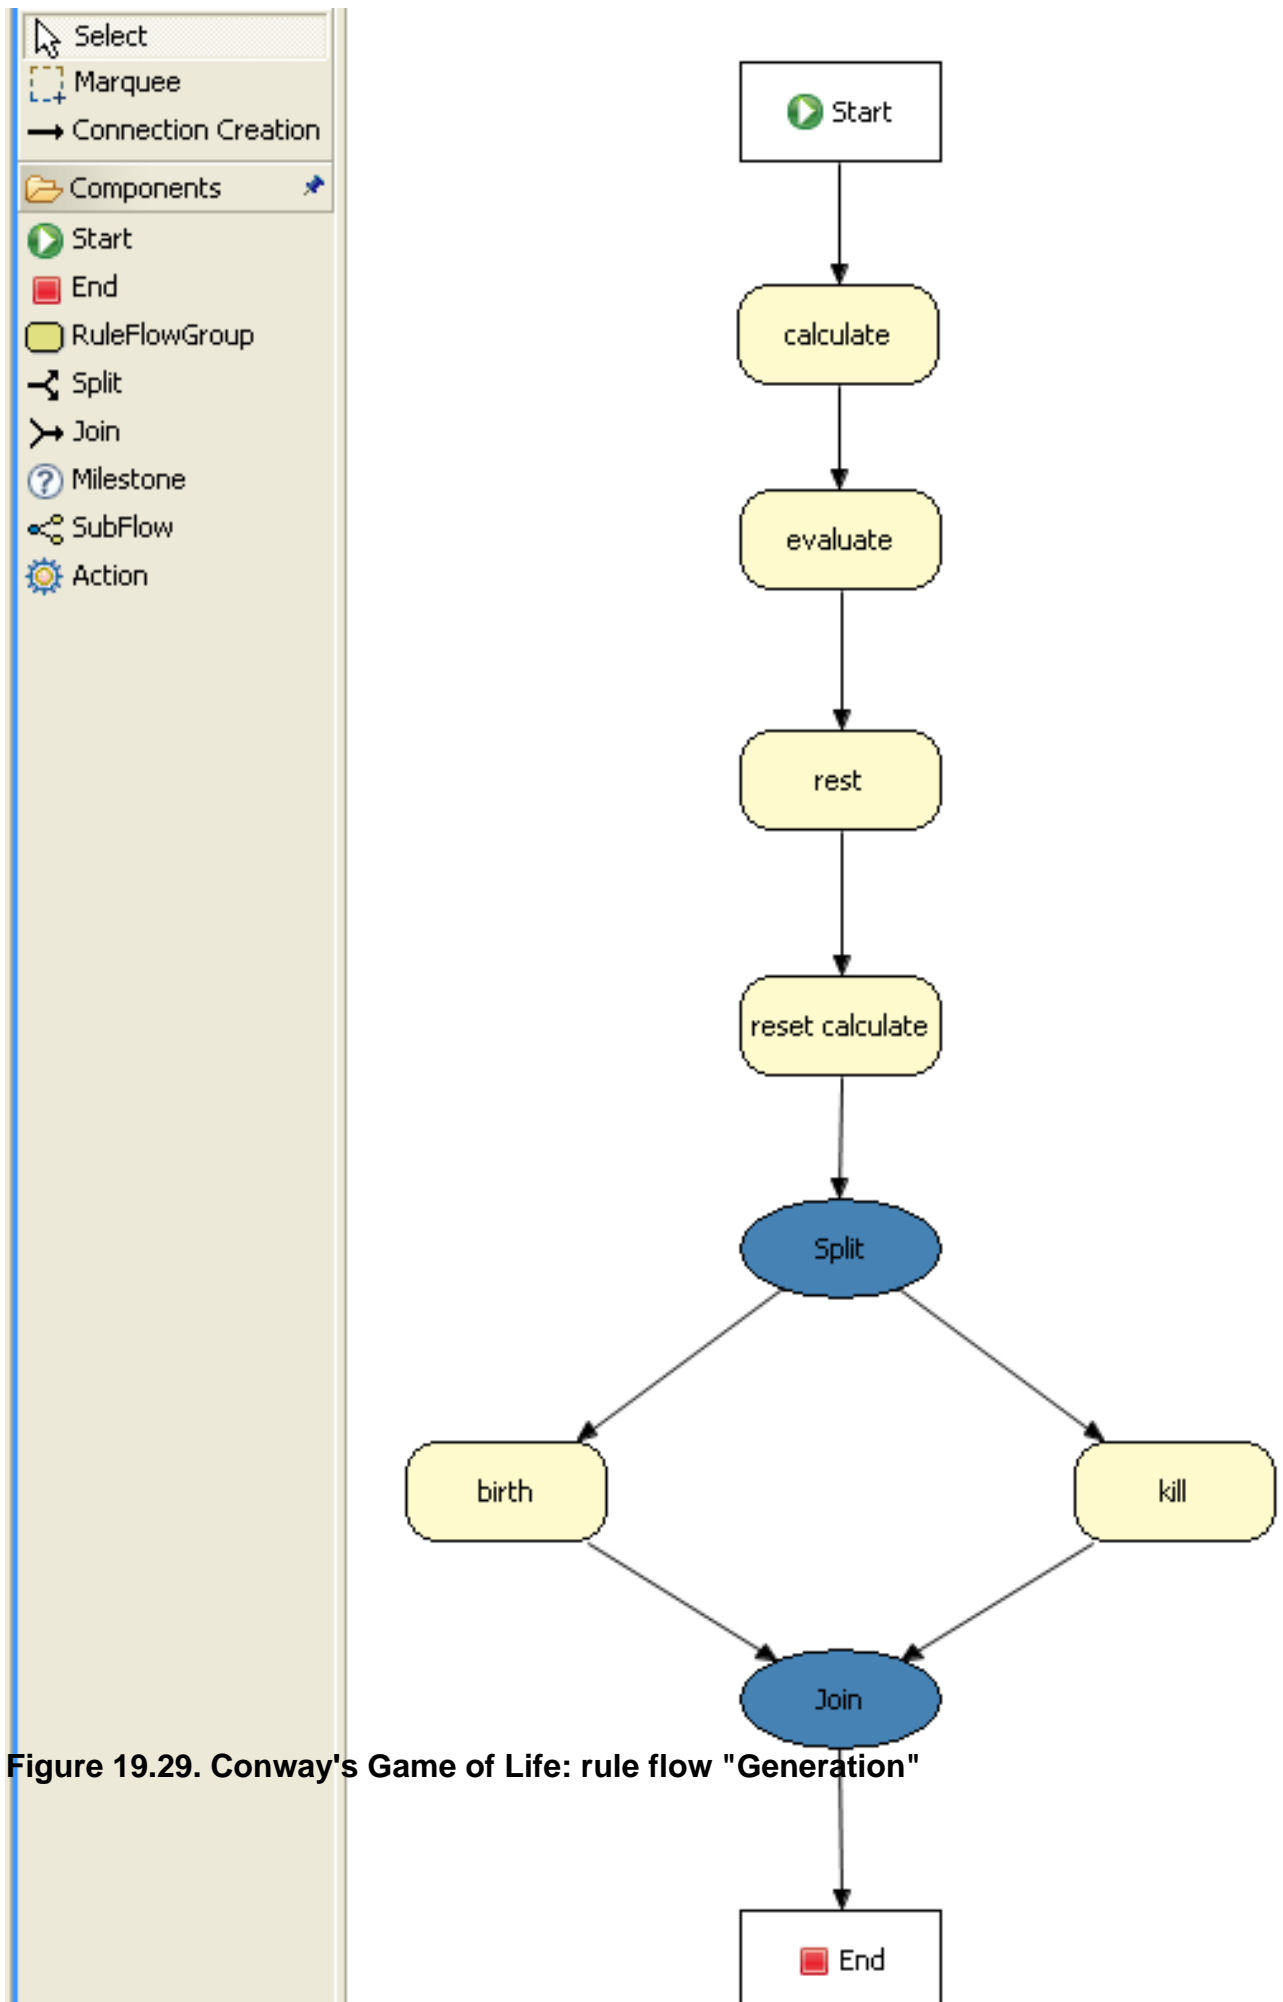 Select
Marquee
Connection Creation
Components
Start
End
RuleFlowGroup
Split
Join
Milestone
SubFlow
Action
Start
calculate
evaluate
rest
reset calculate
Split
birth
kill
Join
Figure 19.29. Conway's Game of Life: rule flow "Generation"
End